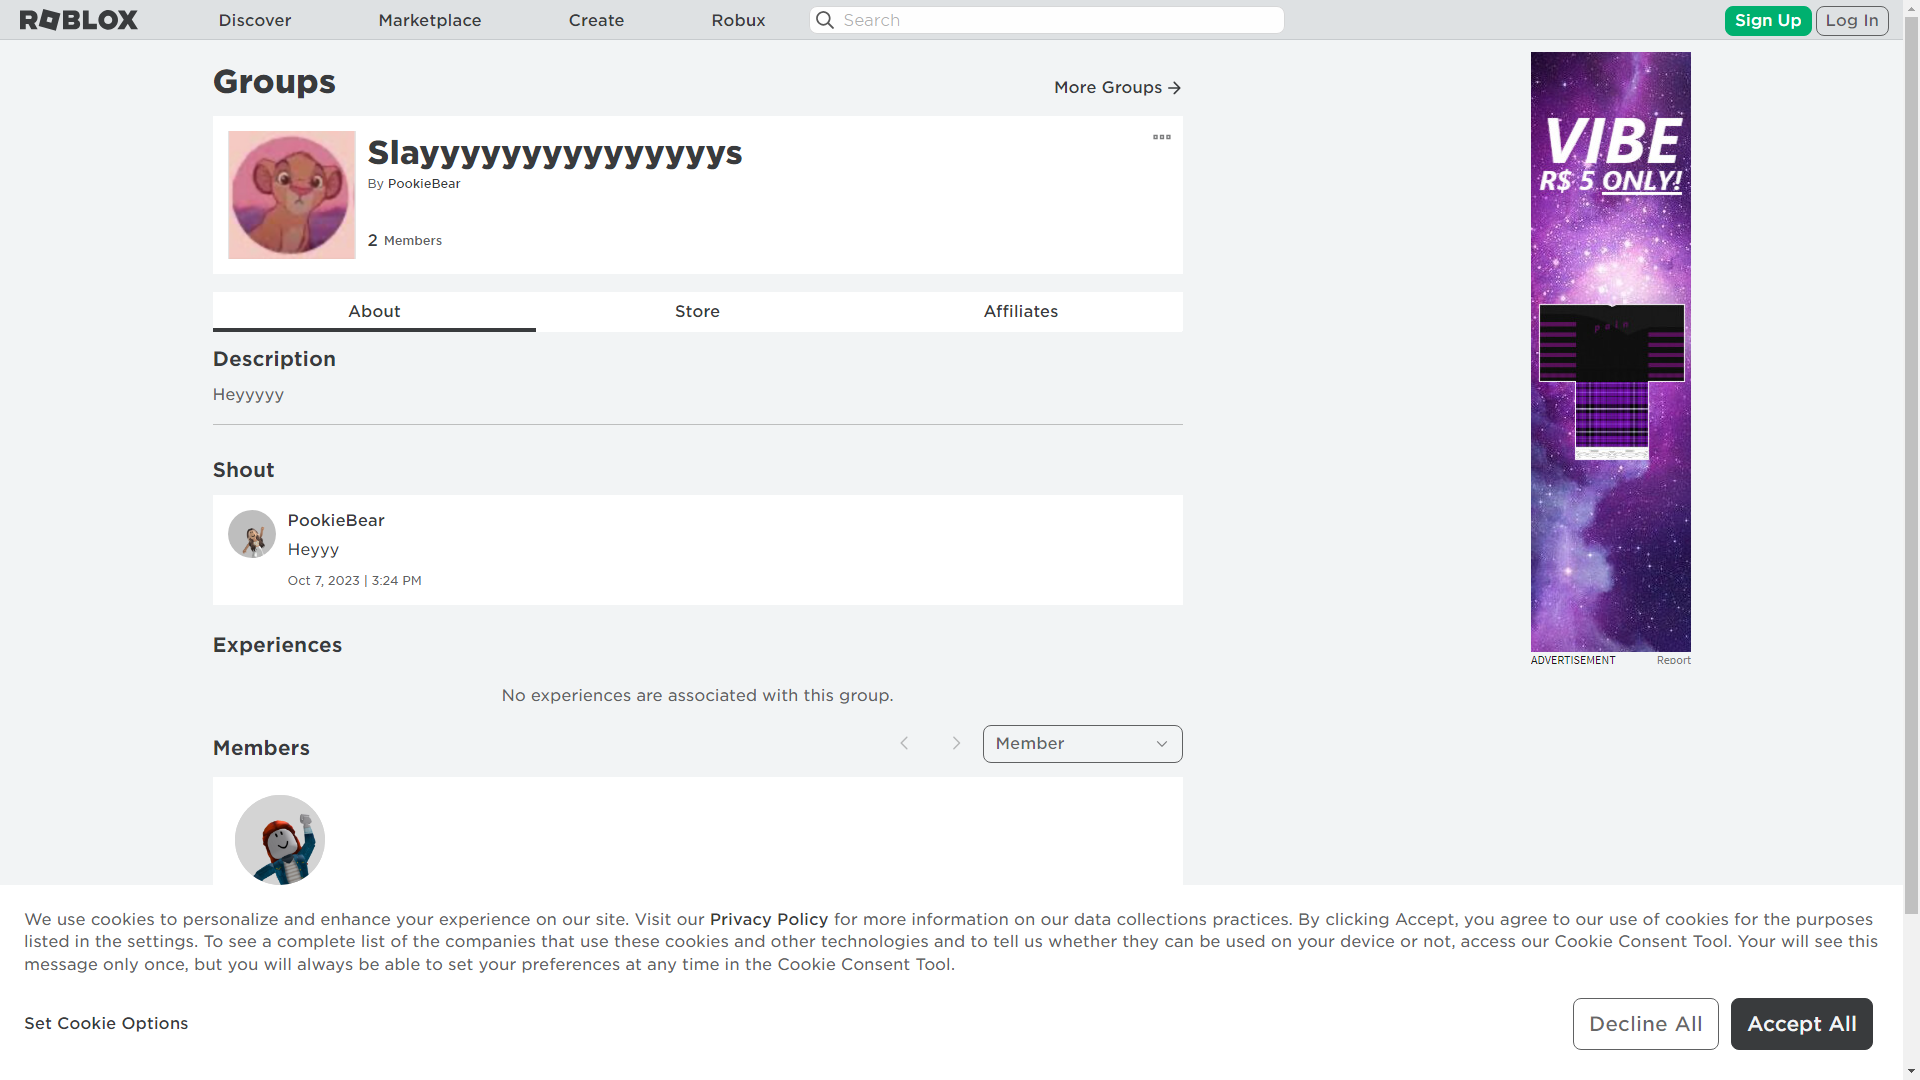 ROBLOX
Discover
Marketplace
Create
Robux
Search
Sign Up
Log In
Groups
More Groups
Slayyyyyyyyyyyyyyys
By PookieBear
2 Members
About
Store
Affiliates
Description
Heyyyyy
Shout
PookieBear
Heyyy
Oct 7, 2023 | 3:24 PM
Experiences
No experiences are associated with this group.
Members
Member
VIBE
R$ 5 ONLY!
pain
ADVERTISEMENT
Report
We use cookies to personalize and enhance your experience on our site. Visit our Privacy Policy for more information on our data collections practices. By clicking Accept, you agree to our use of cookies for the purposes
listed in the settings. To see a complete list of the companies that use these cookies and other technologies and to tell us whether they can be used on your device or not, access our Cookie Consent Tool. Your will see this
message only once, but you will always be able to set your preferences at any time in the Cookie Consent Tool.
Set Cookie Options
Decline All
Accept All